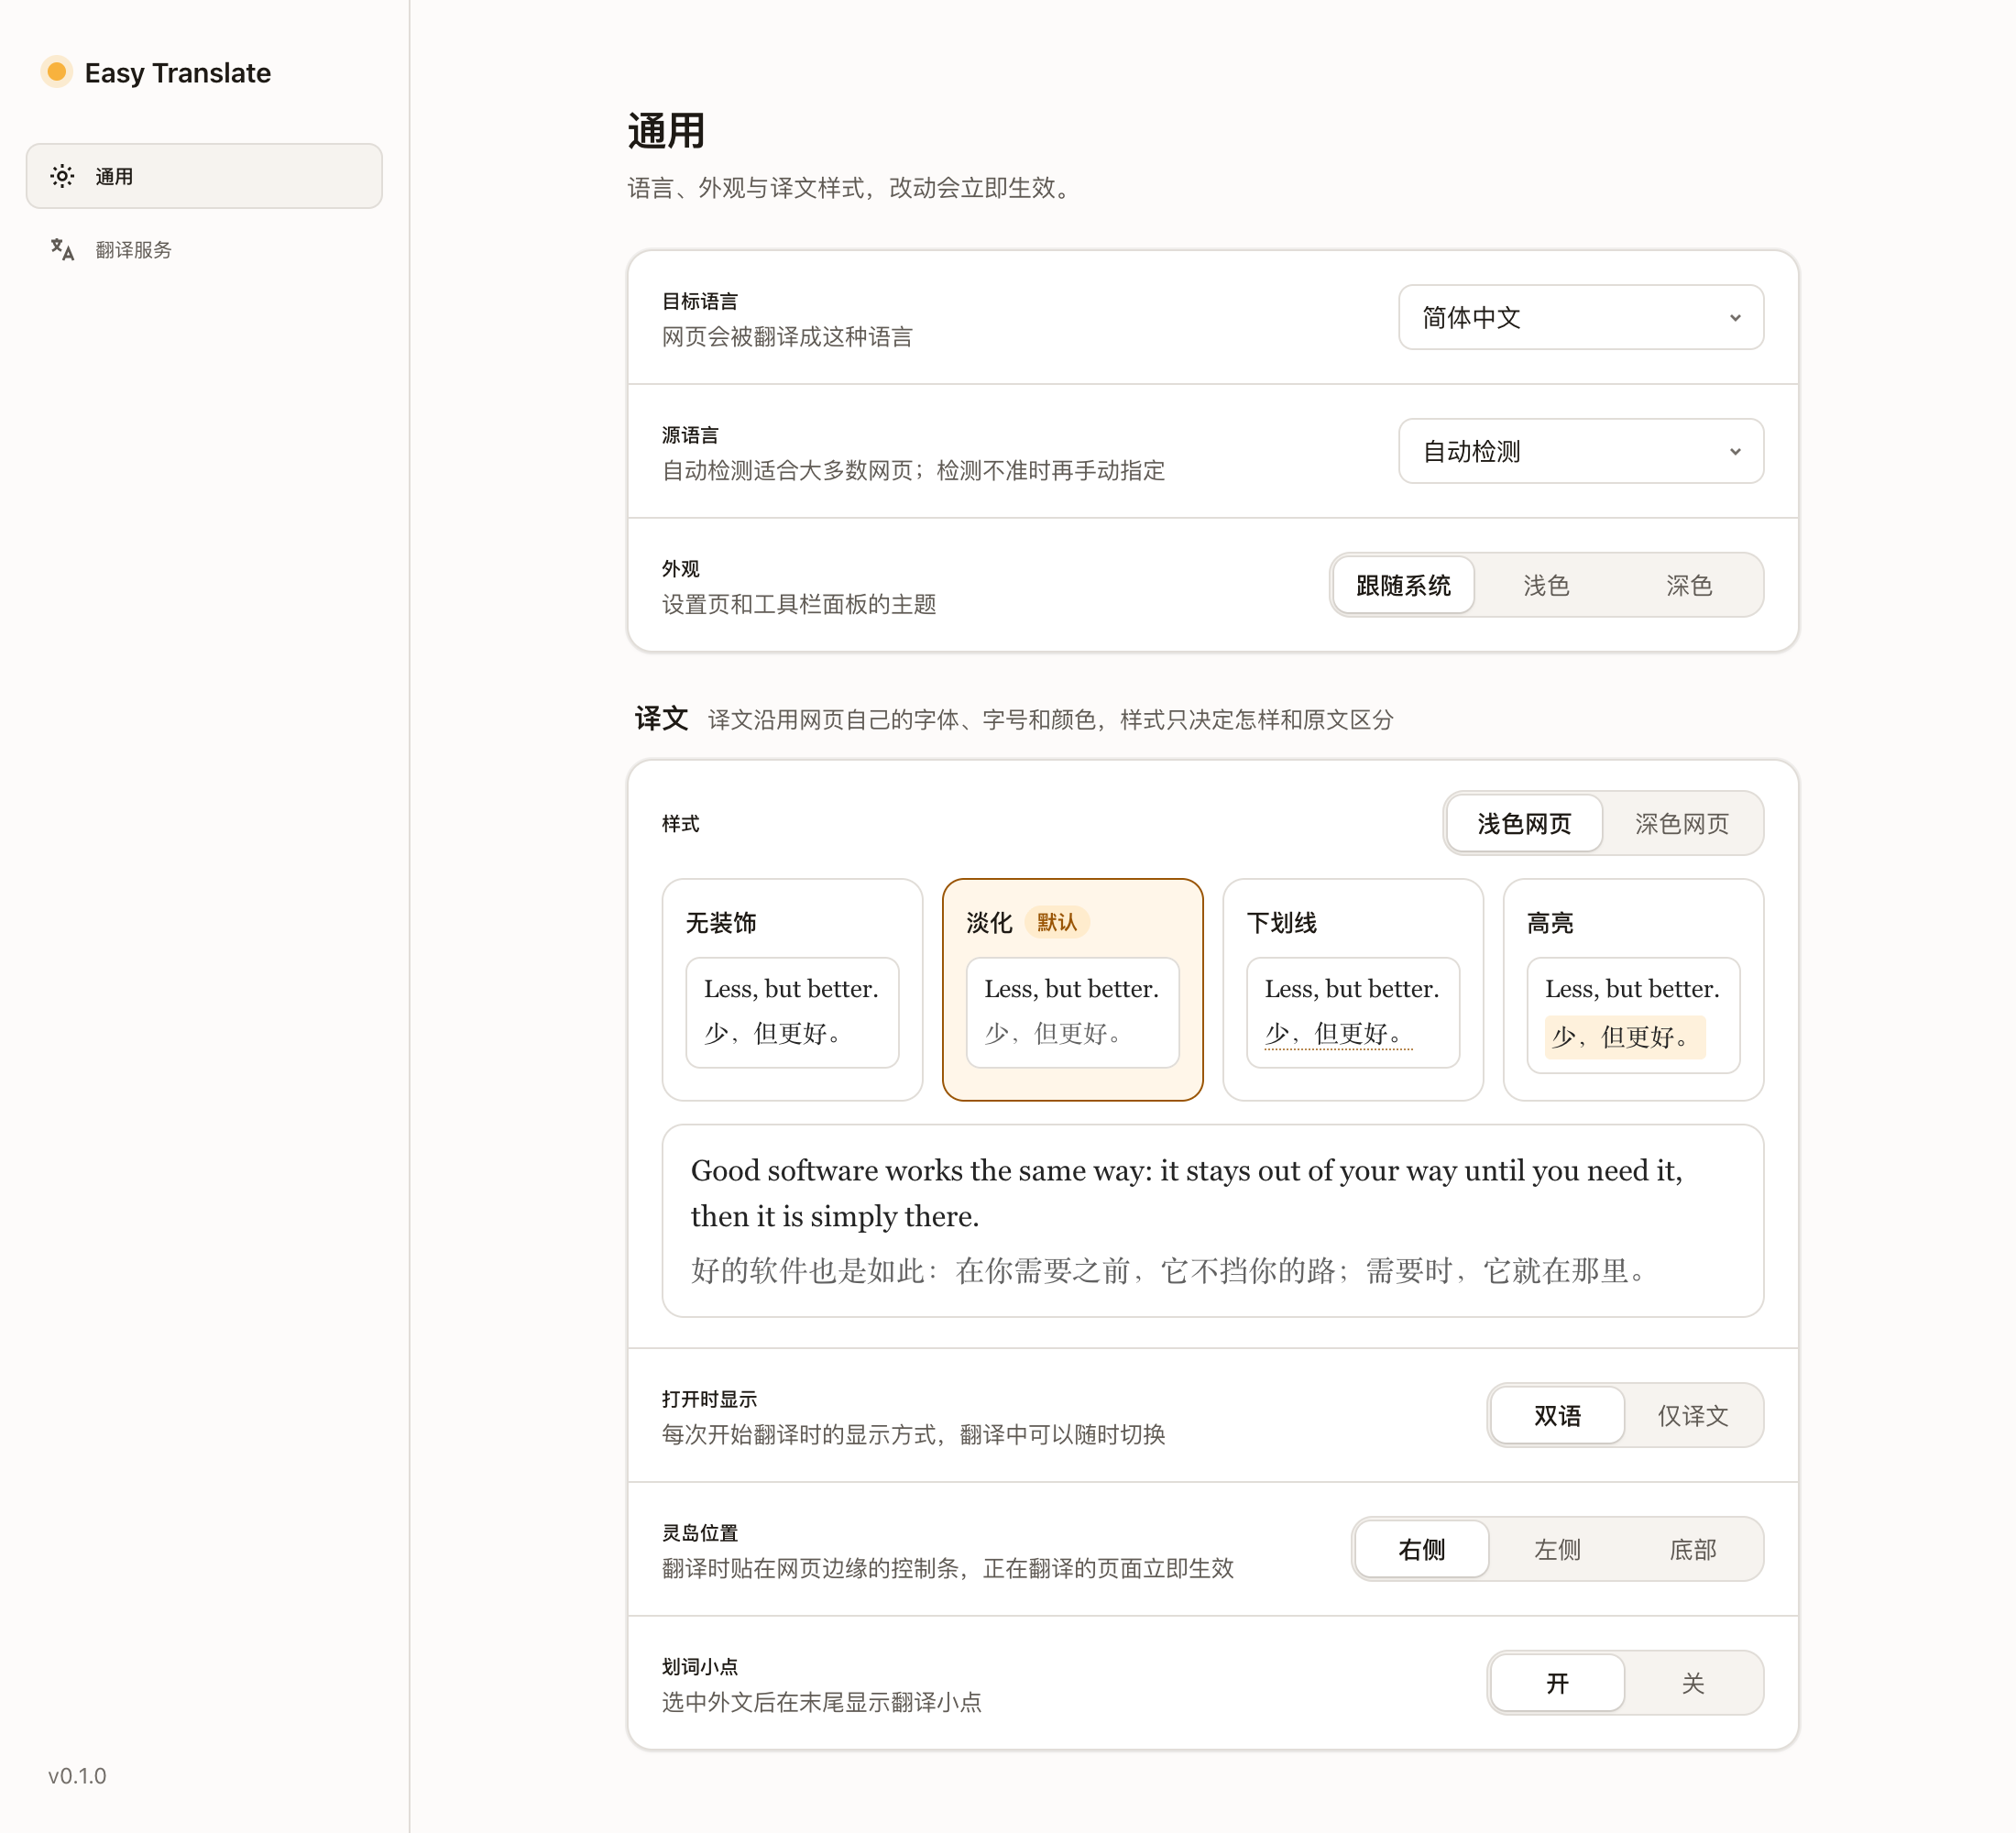 Easy Translate
通用
翻译服务
v0.1.0
通用
语言、外观与译文样式，改动会立即生效。
目标语言
网页会被翻译成这种语言
简体中文
源语言
自动检测适合大多数网页；检测不准时再手动指定
自动检测
外观
设置页和工具栏面板的主题
跟随系统 浅色 深色
译文 译文沿用网页自己的字体、字号和颜色，样式只决定怎样和原文区分
样式
浅色网页 深色网页
无装饰
Less, but better.
少，但更好。
淡化 默认
Less, but better.
少，但更好。
下划线
Less, but better.
少，但更好。
高亮
Less, but better.
少，但更好。
Good software works the same way: it stays out of your way until you need it,
then it is simply there.
好的软件也是如此：在你需要之前，它不挡你的路；需要时，它就在那里。
打开时显示
每次开始翻译时的显示方式，翻译中可以随时切换
双语 仅译文
灵岛位置
翻译时贴在网页边缘的控制条，正在翻译的页面立即生效
右侧 左侧 底部
划词小点
选中外文后在末尾显示翻译小点
开 关